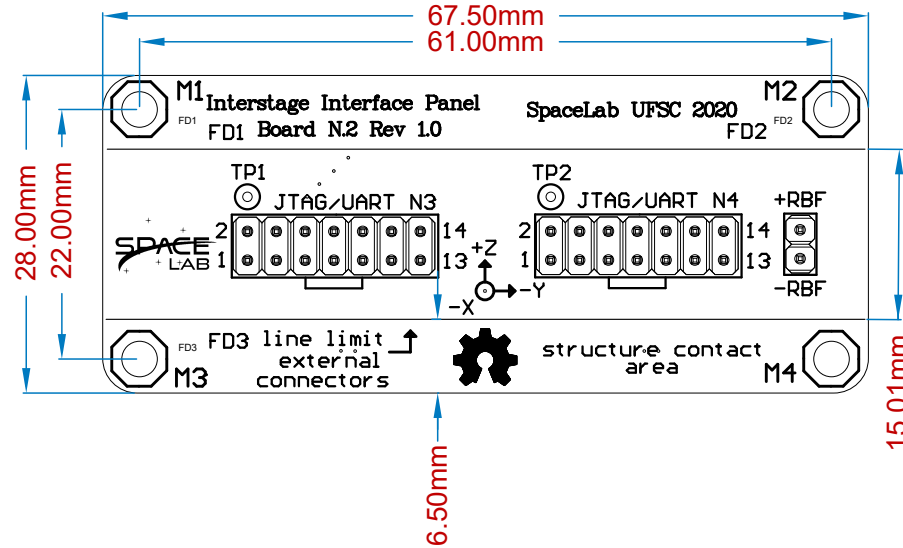 67.50mm
61.00mm
M1
M2
FD1
FD2
Interstage Interface Panel
SpaceLab UFSC 2020
FD1
Board N.2 Rev 1.0
FD2
28.00mm
22.00mm
TP1
TP2
JTAG/UART N3
JTAG/UART N4
+RBF
2
14
2
14
SPACE
LAB
1
13
1
13
+Z
-X
-Y
-RBF
FD3
FD3
line limit
external
connectors
structure contact
area
M3
M4
15.01mm
6.50mm